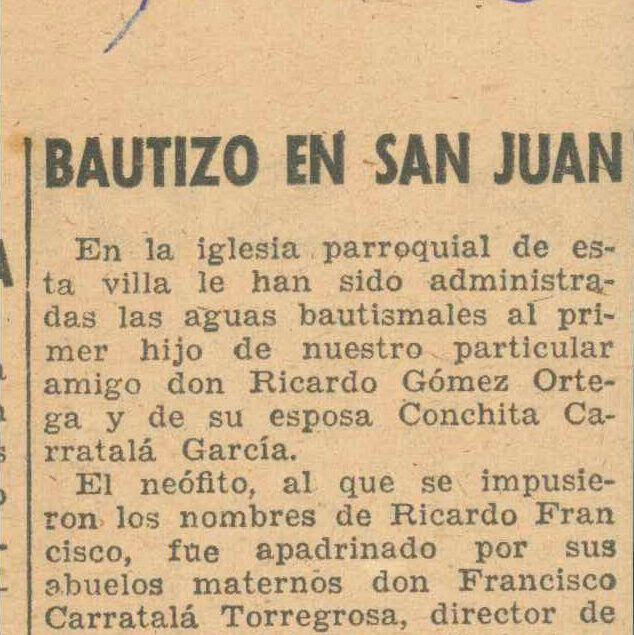 BAUTIZO EN SAN JUAN
En la iglesia parroquial de es-
ta villa le han sido administra-
das las aguas bautismales al pri-
mer hijo de nuestro particular
amigo don Ricardo Gómez Orte-
ga y de su esposa Conchita Ca-
rratalá García.
El neófito, al que se impusie-
ron los nombres de Ricardo Fran
cisco, fue apadrinado por sus
abuelos maternos don Francisco
Carratalá Torregrosa, director de